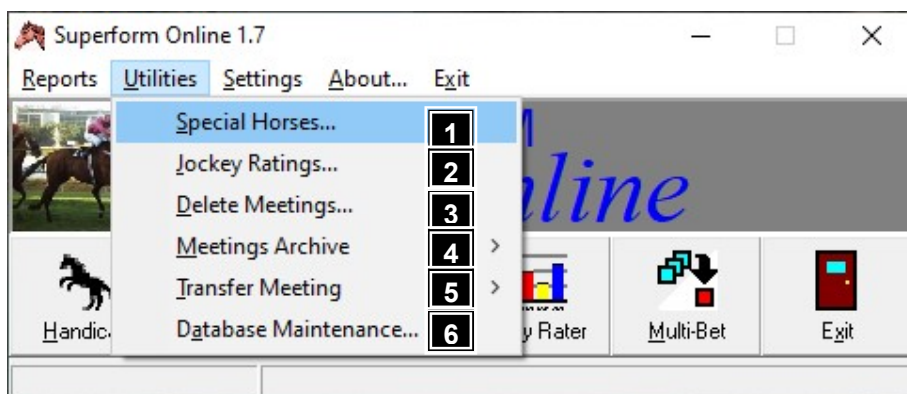 Superform Online 1.7
Reports Utilities Settings About... Exit
Special Horses... 1
Jockey Ratings... 2
Delete Meetings... 3
Meetings Archive 4
Transfer Meeting 5
Database Maintenance... 6
Multi-Bet
Exit